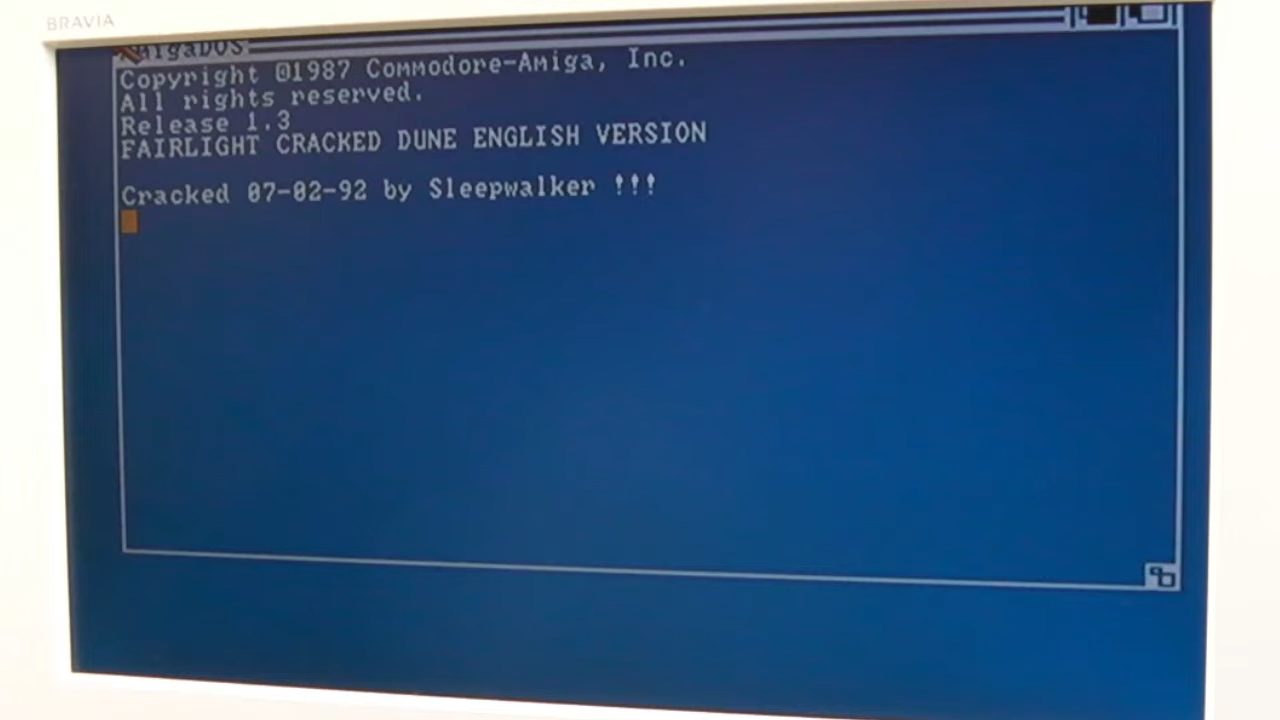 BRAVIA
AmigaDOS
Copyright ©1987 Commodore-Amiga, Inc.
All rights reserved.
Release 1.3
FAIRLIGHT CRACKED DUNE ENGLISH VERSION
Cracked 07-02-92 by Sleepwalker !!!